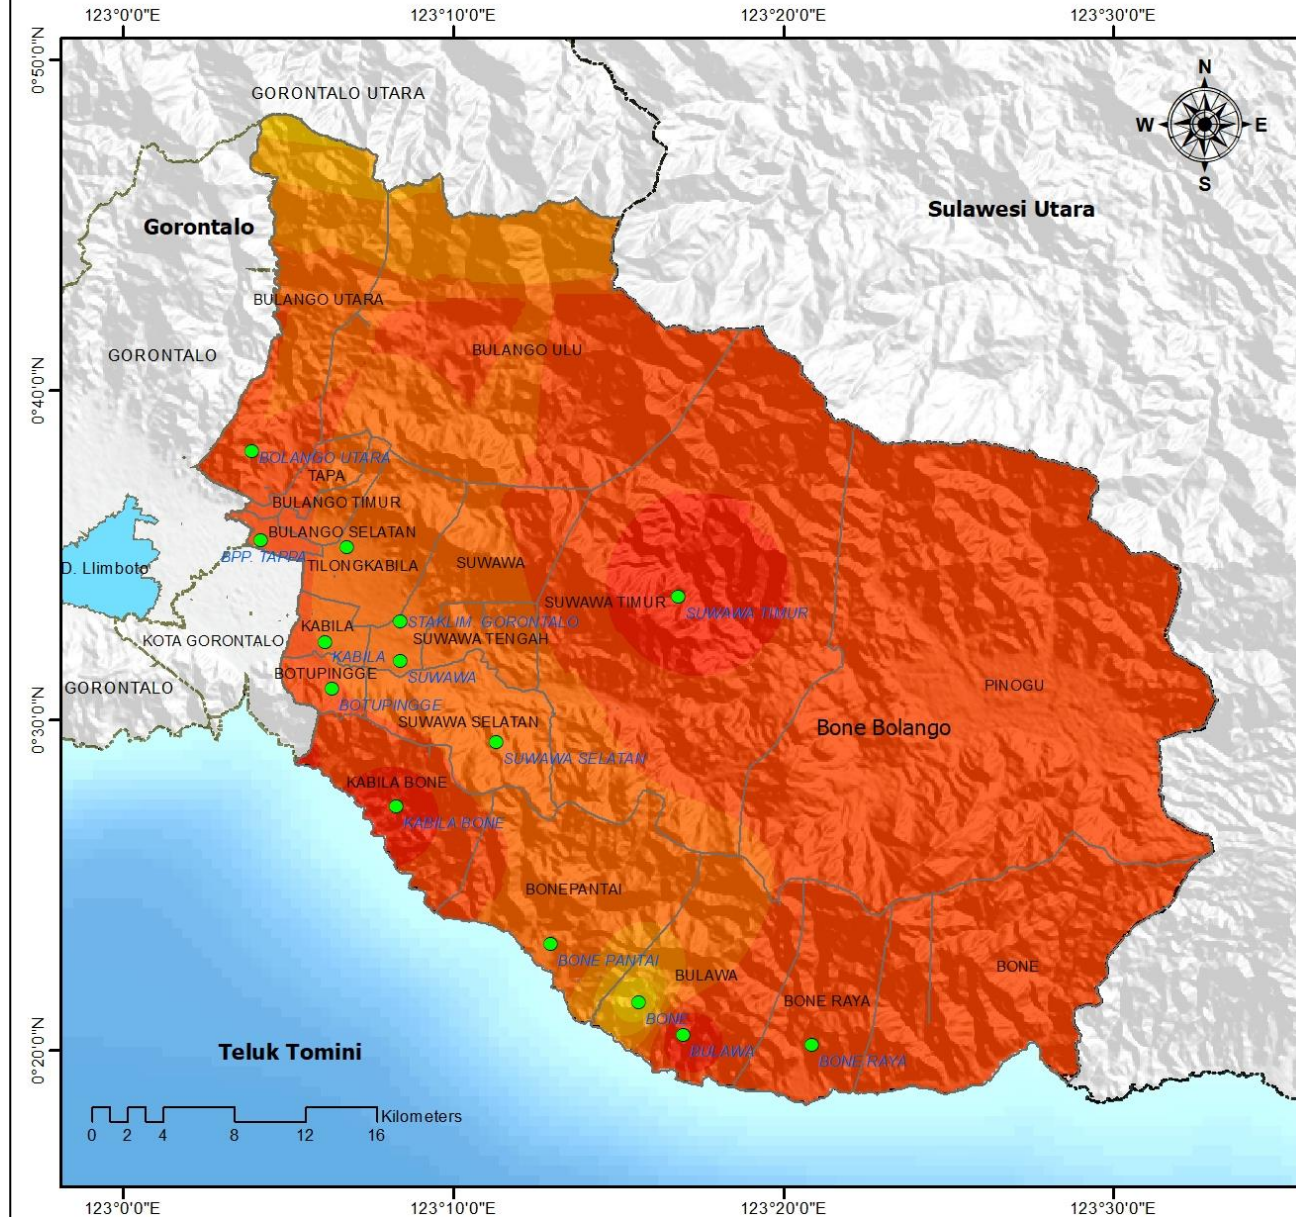 123°0'0"E
123°10'0"E
123°20'0"E
123°30'0"E
0°50'0"N
N
W
E
S
GORONTALO UTARA
Sulawesi Utara
Gorontalo
BULANGO UTARA
BULANGO ULU
GORONTALO
0°40'0"N
BOLANGO UTARA
TAPA
BULANGO TIMUR
BULANGO SELATAN
BPP. TAPPA
TILONGKABILA
SUWAWA
D. LlImboto
SUWAWA TIMUR
SUWAWA TIMUR
STAKLIM GORONTALO
KABILA
SUWAWA TENGAH
KOTA GORONTALO
KABILA
BOTUPINGGE
SUWAWA
GORONTALO
PINOGU
BOTUPINGGE
SUWAWA SELATAN
0°30'0"N
Bone Bolango
SUWAWA SELATAN
KABILA BONE
KABILA BONE
BONEPANTAI
BONE PANTAI
BULAWA
BONE
BONE RAYA
BONE
BULAWA
BONE RAYA
0°20'0"N
Teluk Tomini
Kilometers
0 2 4 8 12 16
123°0'0"E
123°10'0"E
123°20'0"E
123°30'0"E